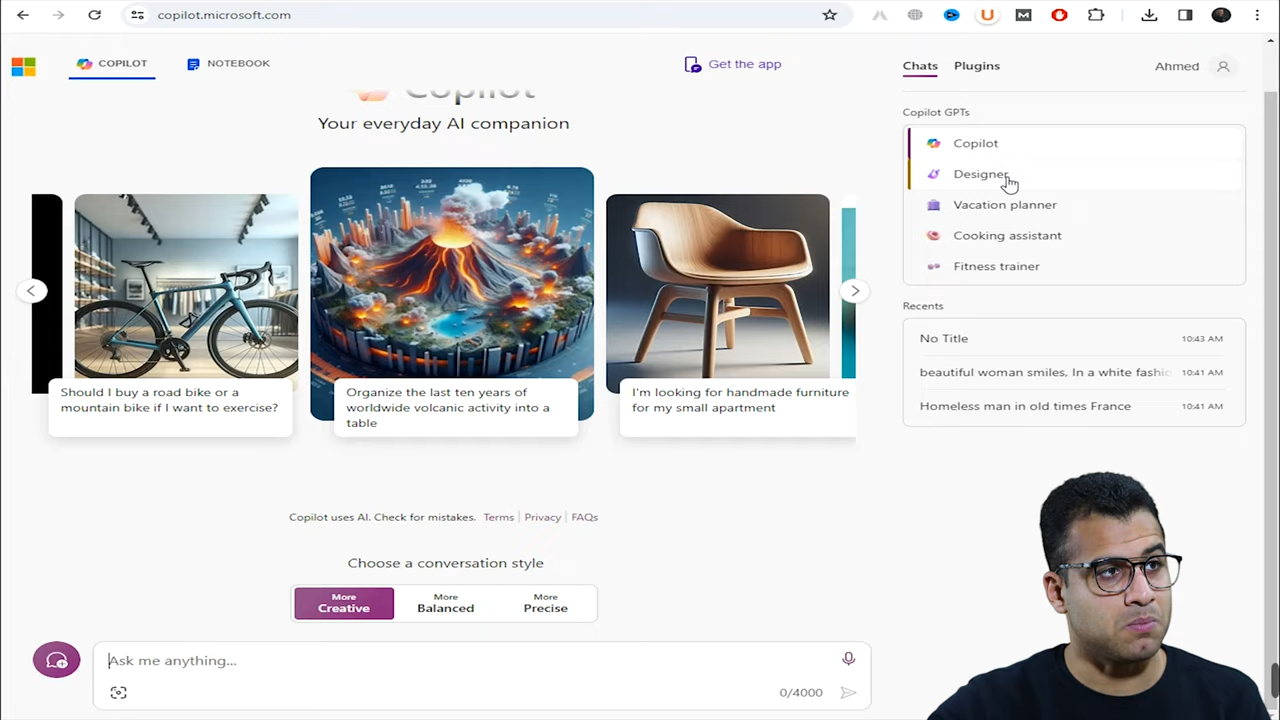 copilot.microsoft.com
COPILOT
NOTEBOOK
Get the app
Chats
Plugins
Ahmed
Copilot
Your everyday AI companion
Should I buy a road bike or a
mountain bike if I want to exercise?
Organize the last ten years of
worldwide volcanic activity into a
table
I'm looking for handmade furniture
for my small apartment
Copilot uses AI. Check for mistakes. Terms Privacy FAQs
Choose a conversation style
More
Creative
More
Balanced
More
Precise
Ask me anything...
0/4000
Copilot GPTs
Copilot
Designer
Vacation planner
Cooking assistant
Fitness trainer
Recents
No Title 10:43 AM
beautiful woman smiles, In a white fashio 10:41 AM
Homeless man in old times France 10:41 AM